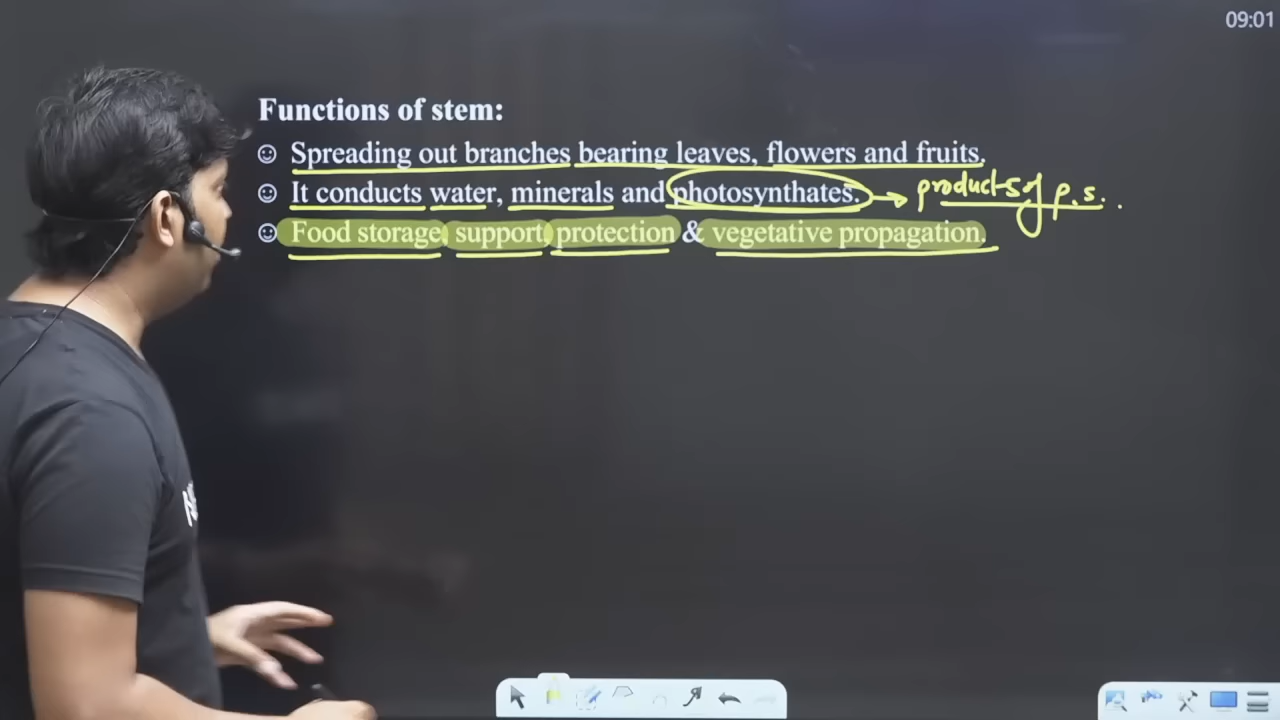 09:01
Functions of stem:
☺ Spreading out branches bearing leaves, flowers and fruits.
☺ It conducts water, minerals and photosynthates. → products of p.s.
☺ Food storage, support, protection & vegetative propagation.